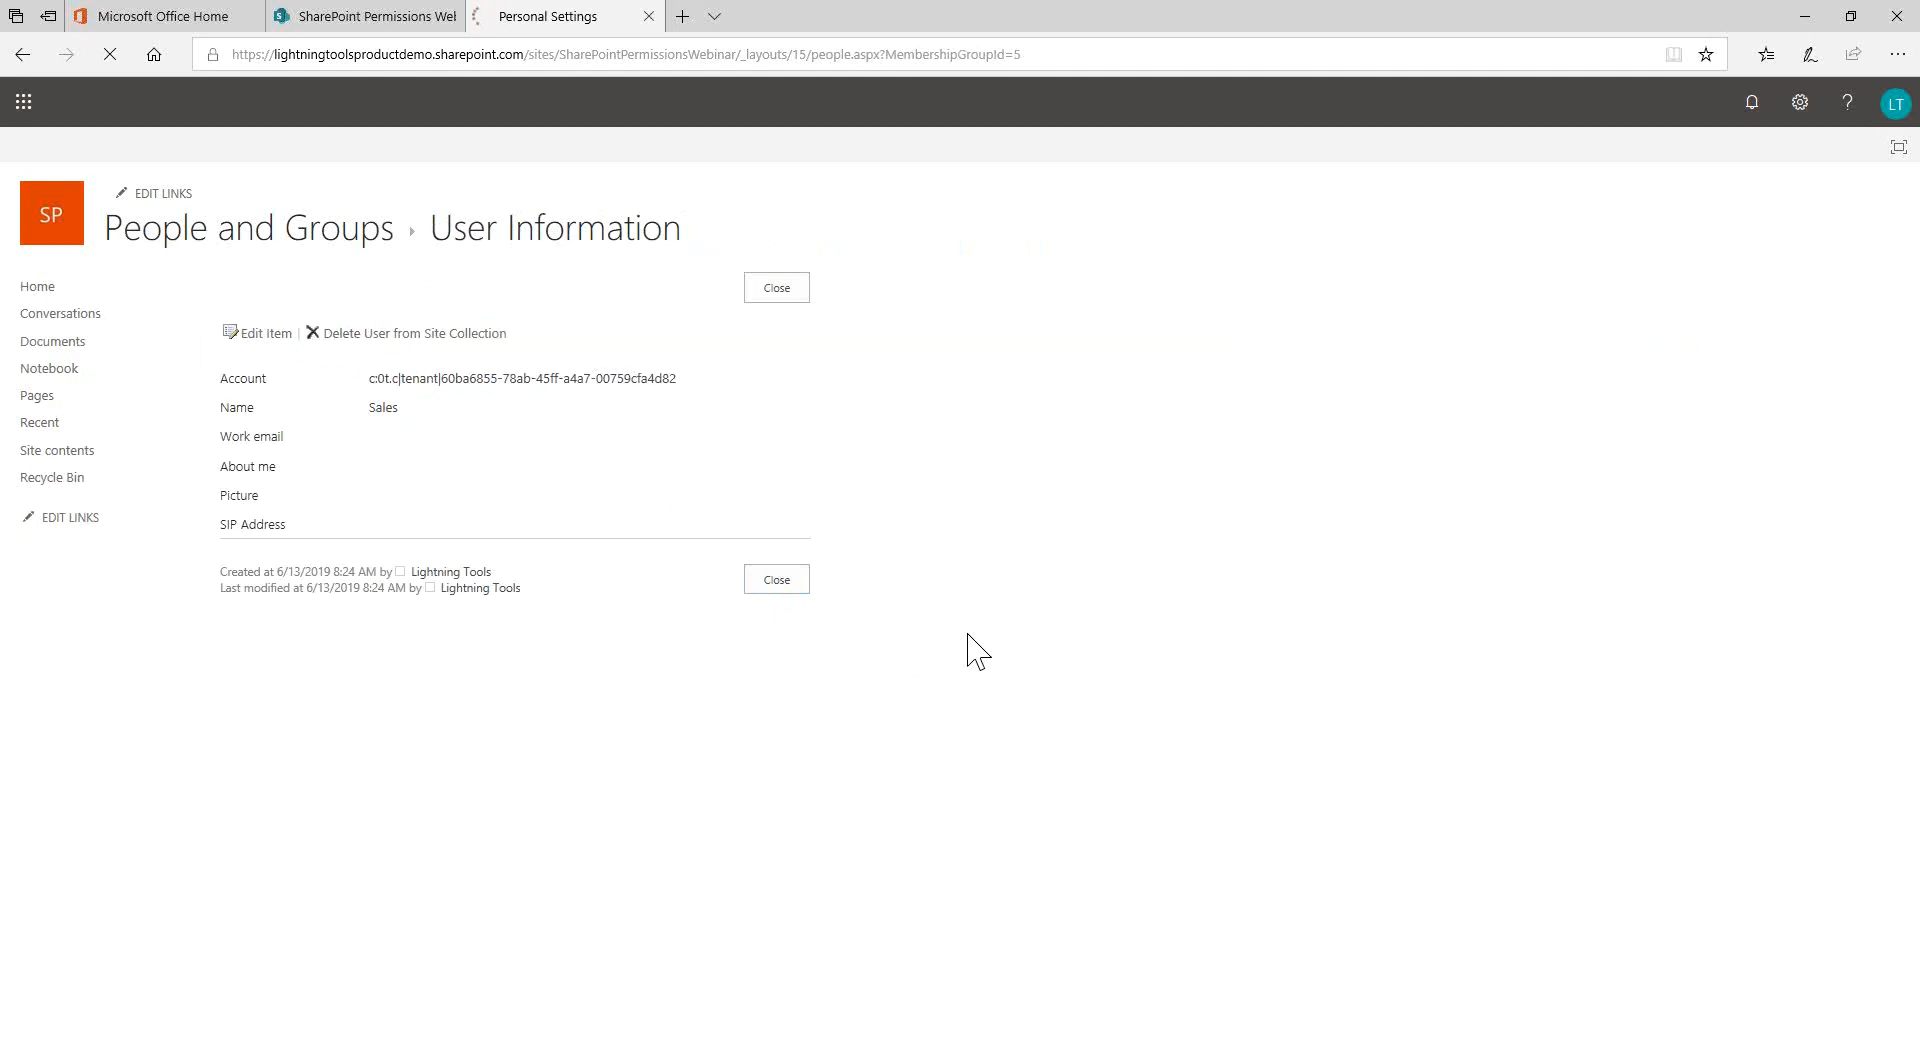 Microsoft Office Home
SharePoint Permissions Wel
Personal Settings
https://lightningtoolsproductdemo.sharepoint.com/sites/SharePointPermissionsWebinar/_layouts/15/people.aspx?MembershipGroupId=5
LT
SP
EDIT LINKS
People and Groups › User Information
Home
Conversations
Documents
Notebook
Pages
Recent
Site contents
Recycle Bin
EDIT LINKS
Close
Edit Item | Delete User from Site Collection
Account c:0t.c|tenant|60ba6855-78ab-45ff-a4a7-00759cfa4d82
Name Sales
Work email
About me
Picture
SIP Address
Created at 6/13/2019 8:24 AM by Lightning Tools
Last modified at 6/13/2019 8:24 AM by Lightning Tools
Close